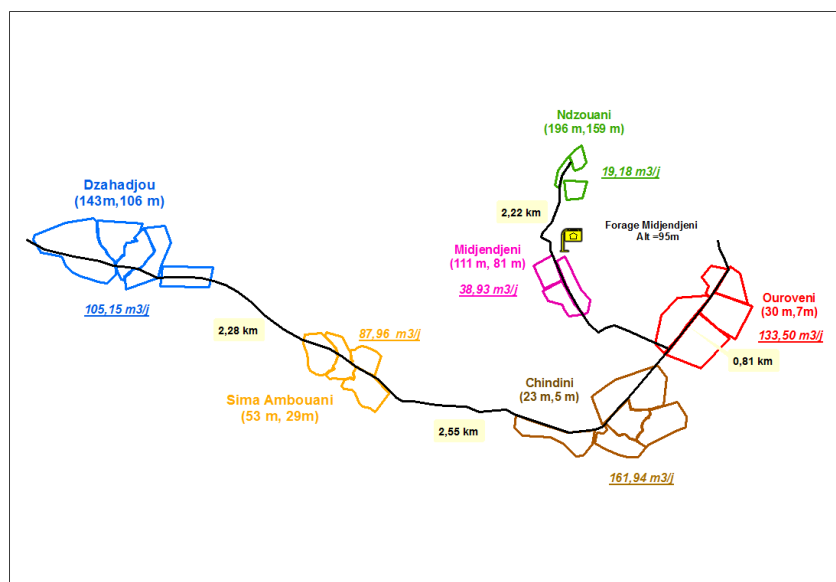 Ndzouani
(196 m,159 m)
19,18 m3/j
Dzahadjou
(143m,106 m)
2,22 km
Forage Midjendjeni
Alt =95m
Midjendjeni
(111 m, 81 m)
38,93 m3/j
Ouroveni
(30 m,7m)
133,50 m3/j
105,15 m3/j
2,28 km
87,96 m3/j
0,81 km
Chindini
(23 m,5 m)
Sima Ambouani
(53 m, 29m)
2,55 km
161,94 m3/j